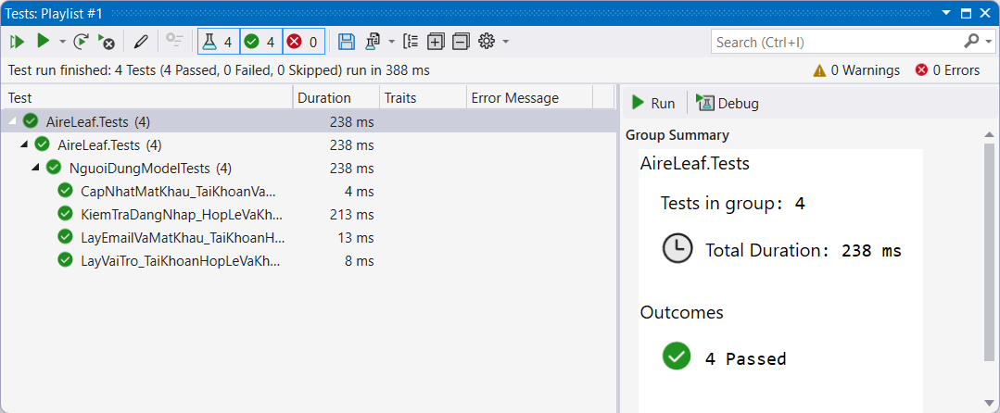 Tests: Playlist #1
4 4 0
Search (Ctrl+I)
Test run finished: 4 Tests (4 Passed, 0 Failed, 0 Skipped) run in 388 ms
0 Warnings 0 Errors
Test Duration Traits Error Message
AireLeaf.Tests (4) 238 ms
AireLeaf.Tests (4) 238 ms
NguoiDungModelTests (4) 238 ms
CapNhatMatKhau_TaiKhoanVa... 4 ms
KiemTraDangNhap_HopLeVaKh... 213 ms
LayEmailVaMatKhau_TaiKhoanH... 13 ms
LayVaiTro_TaiKhoanHopLeVaKh... 8 ms
Run Debug
Group Summary
AireLeaf.Tests
Tests in group: 4
Total Duration: 238 ms
Outcomes
4 Passed